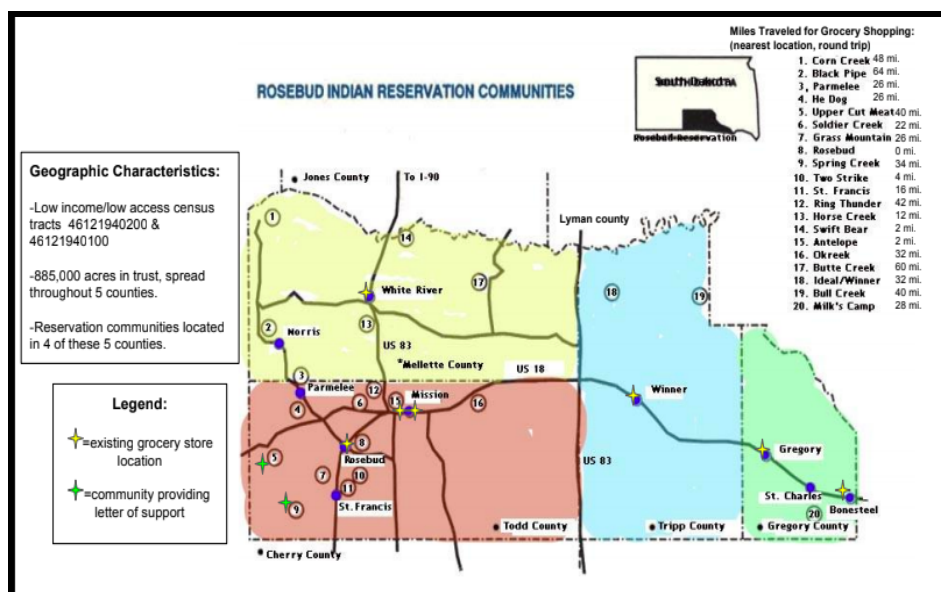 Miles Traveled for Grocery Shopping:
(nearest location, round trip)
1. Corn Creek 48 mi.
2. Black Pipe 64 mi.
3, Parmelee 26 mi.
4. He Dog 26 mi.
5. Upper Cut Meat 40 mi.
6. Soldier Creek 22 mi.
7. Grass Mountain 26 mi.
8. Rosebud 0 mi.
9. Spring Creek 34 mi.
10. Two Strike 4 mi.
11. St. Francis 16 mi.
12. Ring Thunder 42 mi.
13. Horse Creek 12 mi.
14. Swift Bear 2 mi.
15. Antelope 2 mi.
16. Okreek 32 mi.
17. Butte Creek 60 mi.
18. Ideal/Winner 32 mi.
19. Bull Creek 40 mi.
20. Milk's Camp 28 mi.
South Dakota
Rosebud Reservation
ROSEBUD INDIAN RESERVATION COMMUNITIES
Geographic Characteristics:
-Low income/low access census
tracts 46121940200 &
46121940100
-885,000 acres in trust, spread
throughout 5 counties.
-Reservation communities located
in 4 of these 5 counties.
Legend:
=existing grocery store
location
=community providing
letter of support
Jones County
To I-90
Lyman county
1
14
17
18
19
White River
13
2
Norris
US 83
Mellette County
US 18
3
Parmelee
12
Mission
Winner
4
6
15
16
8
Rosebud
Gregory
5
7
10
US 83
11
St. Francis
St. Charles
9
Bonesteel
20
Todd County
Tripp County
Gregory County
Cherry County